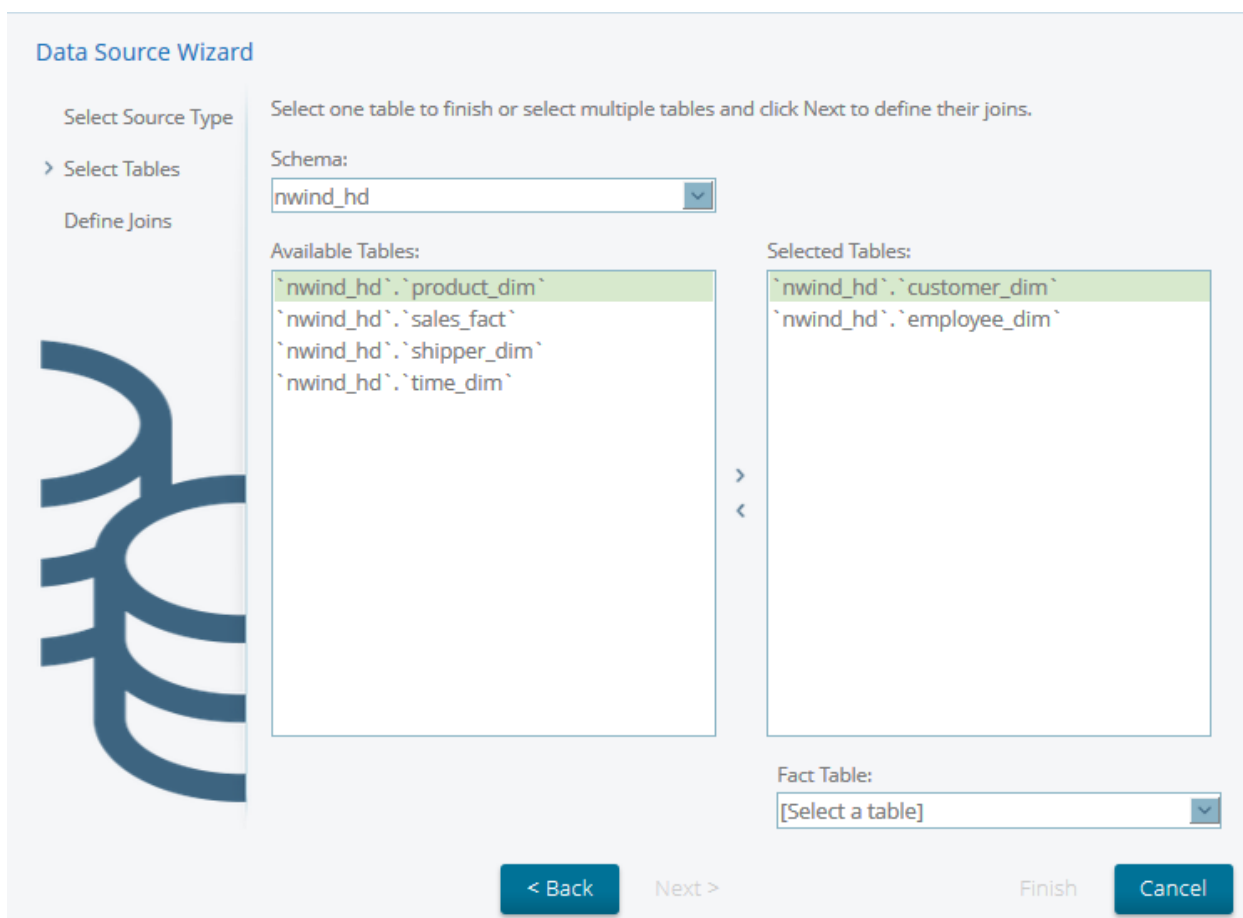 Data Source Wizard
Select Source Type
> Select Tables
Define Joins
Select one table to finish or select multiple tables and click Next to define their joins.
Schema:
nwind_hd
Available Tables:
`nwind_hd`.`product_dim`
`nwind_hd`.`sales_fact`
`nwind_hd`.`shipper_dim`
`nwind_hd`.`time_dim`
>
<
Selected Tables:
`nwind_hd`.`customer_dim`
`nwind_hd`.`employee_dim`
Fact Table:
[Select a table]
< Back
Next >
Finish
Cancel